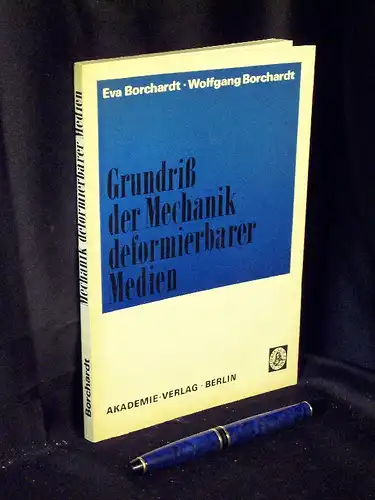 Eva Borchardt · Wolfgang Borchardt
Grundriß
der Mechanik
deformierbarer
Medien
AKADEMIE-VERLAG · BERLIN
Borchardt Mechanik deformierbarer Medien